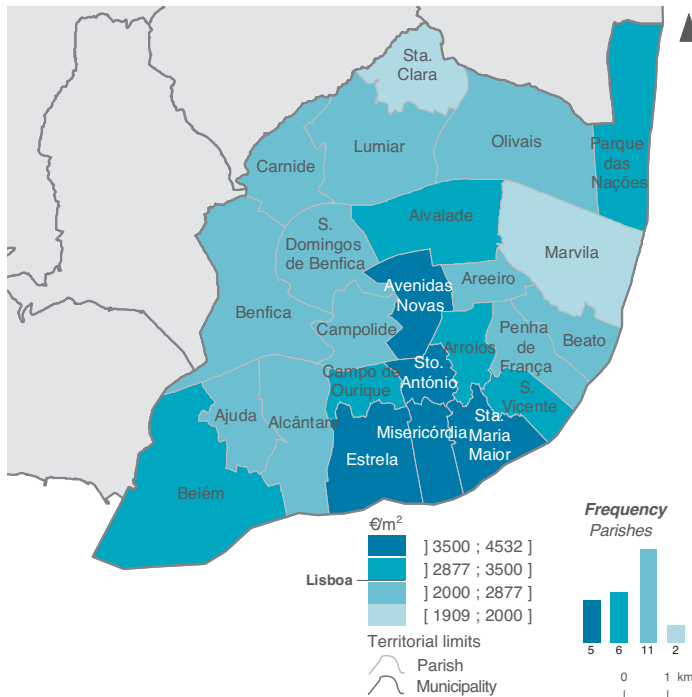 Sta.
Clara
Lumiar
Olivais
Parque
das
Nações
Carnide
Alvalade
S.
Domingos
de Benfica
Marvila
Avenidas
Novas
Areeiro
Benfica
Campolide
Penha
de
França
Beato
Arroios
Sto.
António
Campo de
Ourique
S.
Vicente
Ajuda
Alcântara
Misericórdia
Sta.
Maria
Maior
Estrela
Belém
€/m²
] 3500 ; 4532 ]
] 2877 ; 3500 ]
Lisboa
] 2000 ; 2877 ]
[ 1909 ; 2000 ]
Territorial limits
Parish
Municipality
Frequency
Parishes
5 6 11 2
0 1 km